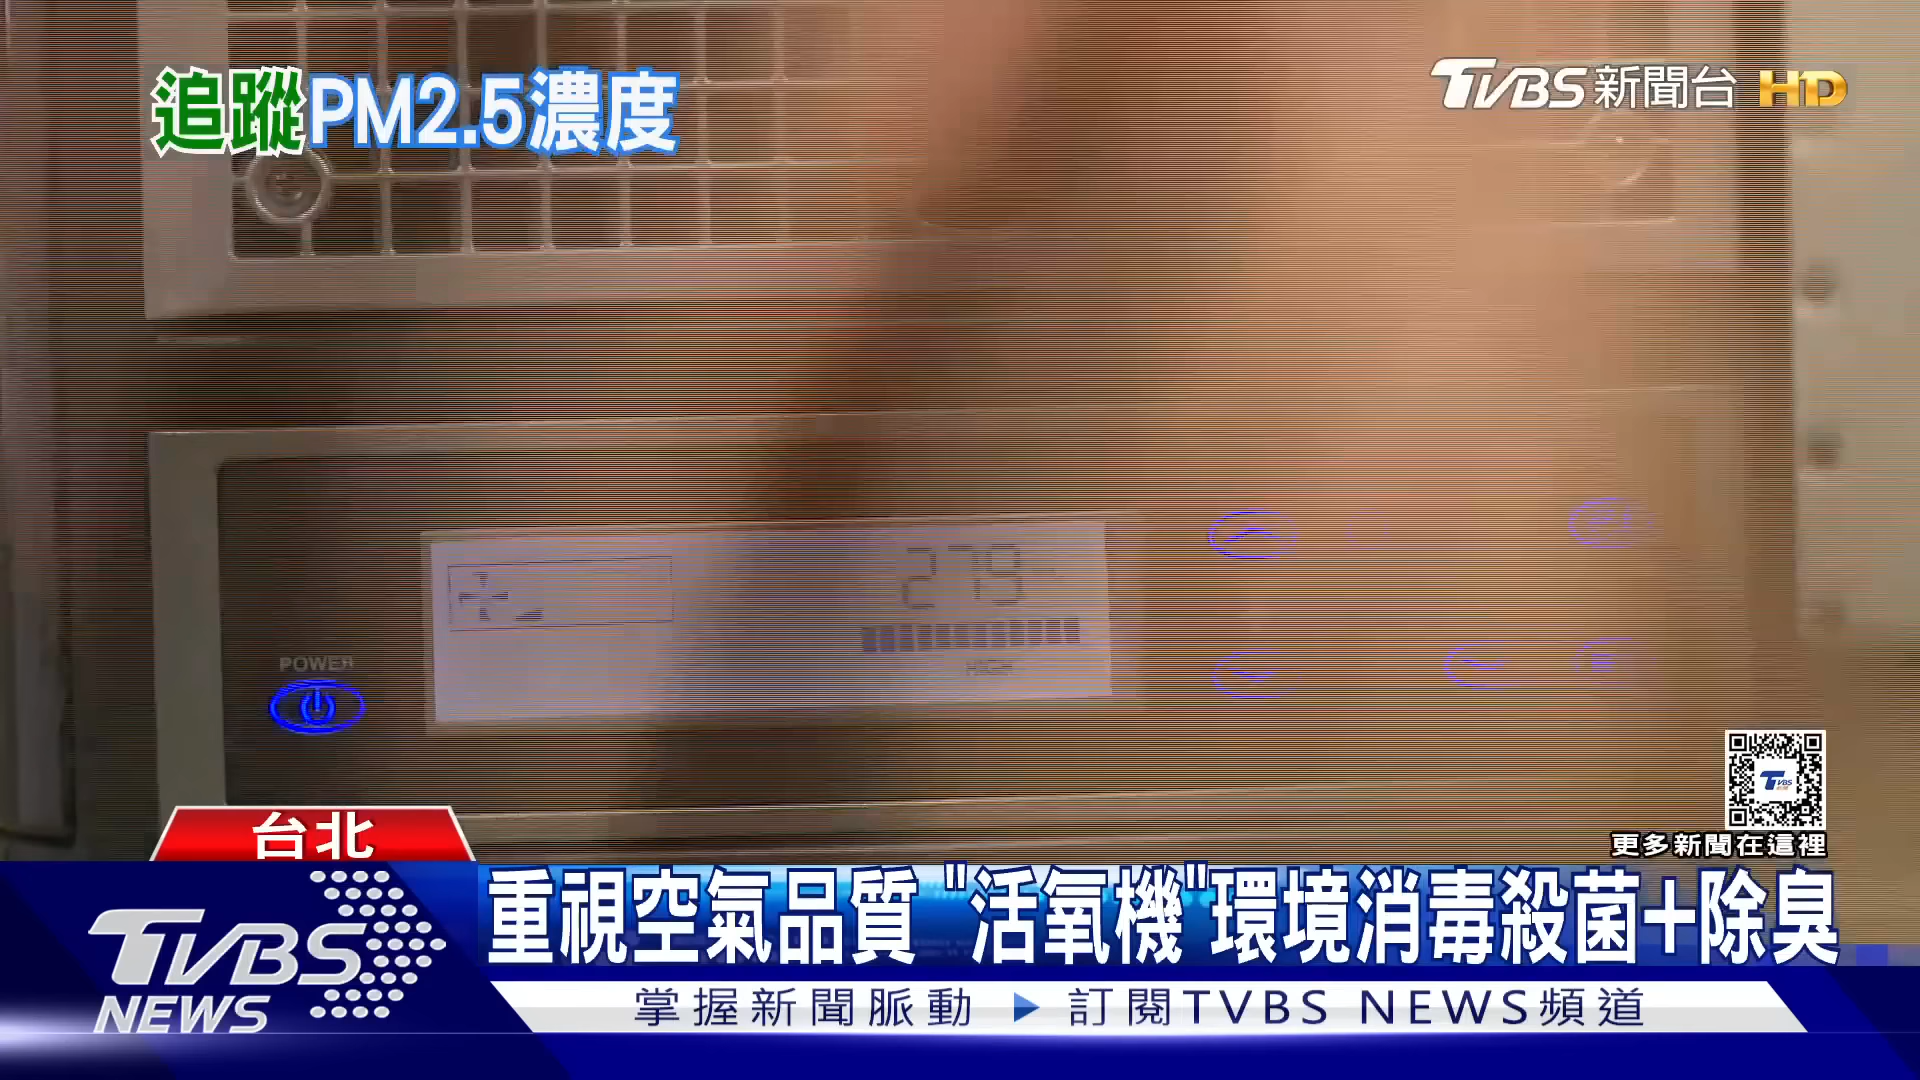 追蹤PM2.5濃度
TVBS新聞台 HD
279
HIGH
POWER
更多新聞在這裡
台北
重視空氣品質 "活氧機"環境消毒殺菌+除臭
TVBS NEWS
掌握新聞脈動 ▶ 訂閱TVBS NEWS頻道